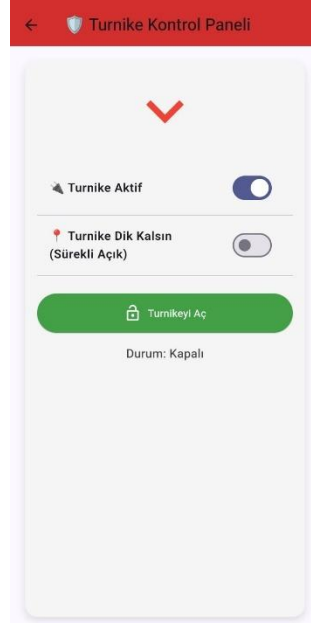 Turnike Kontrol Paneli
Turnike Aktif
Turnike Dik Kalsın
(Sürekli Açık)
Turnikeyi Aç
Durum: Kapalı